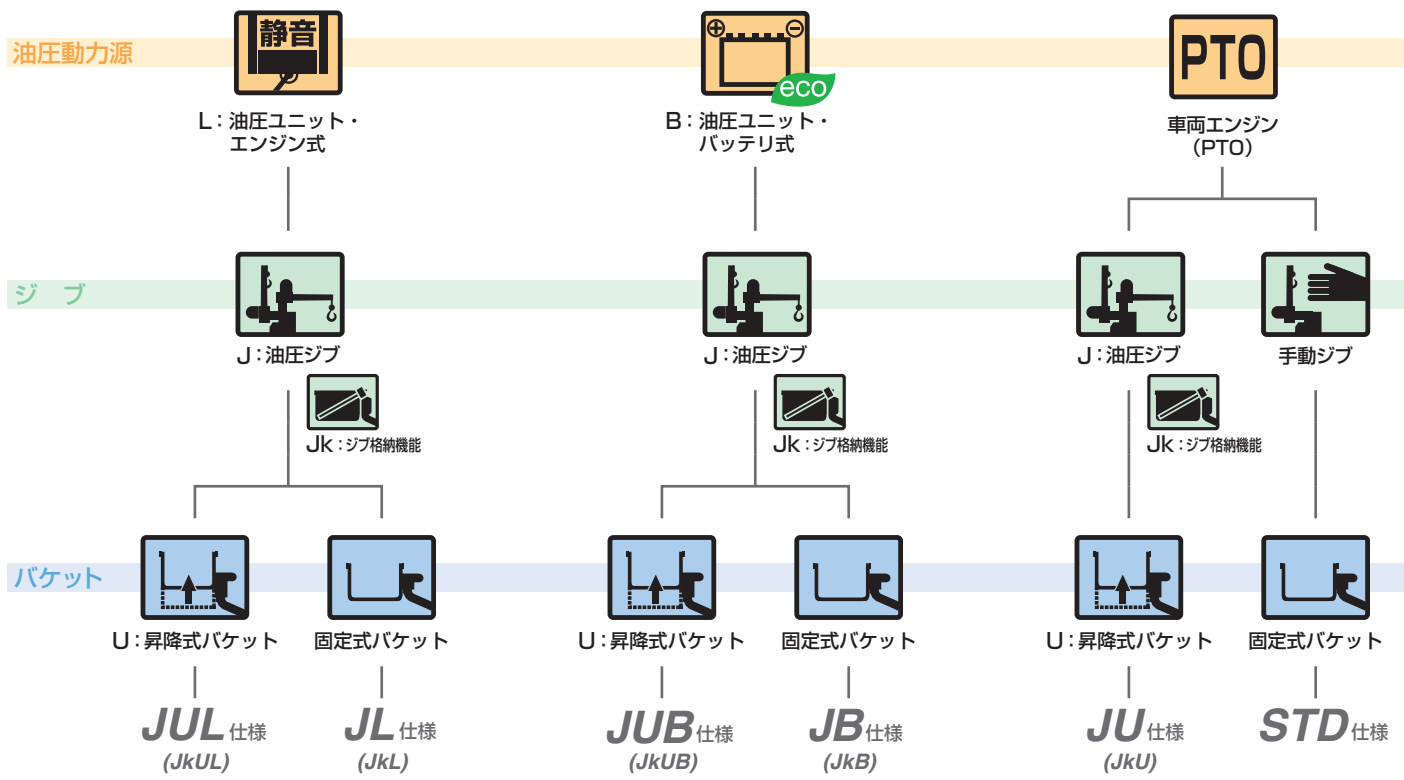 油圧動力源
静音
eco
PTO
L：油圧ユニット・
エンジン式
B：油圧ユニット・
バッテリ式
車両エンジン
（PTO）
ジブ
J：油圧ジブ
J：油圧ジブ
J：油圧ジブ
手動ジブ
Jk：ジブ格納機能
Jk：ジブ格納機能
Jk：ジブ格納機能
バケット
U：昇降式バケット
固定式バケット
U：昇降式バケット
固定式バケット
U：昇降式バケット
固定式バケット
JUL仕様
(JkUL)
JL仕様
(JkL)
JUB仕様
(JkUB)
JB仕様
(JkB)
JU仕様
(JkU)
STD仕様